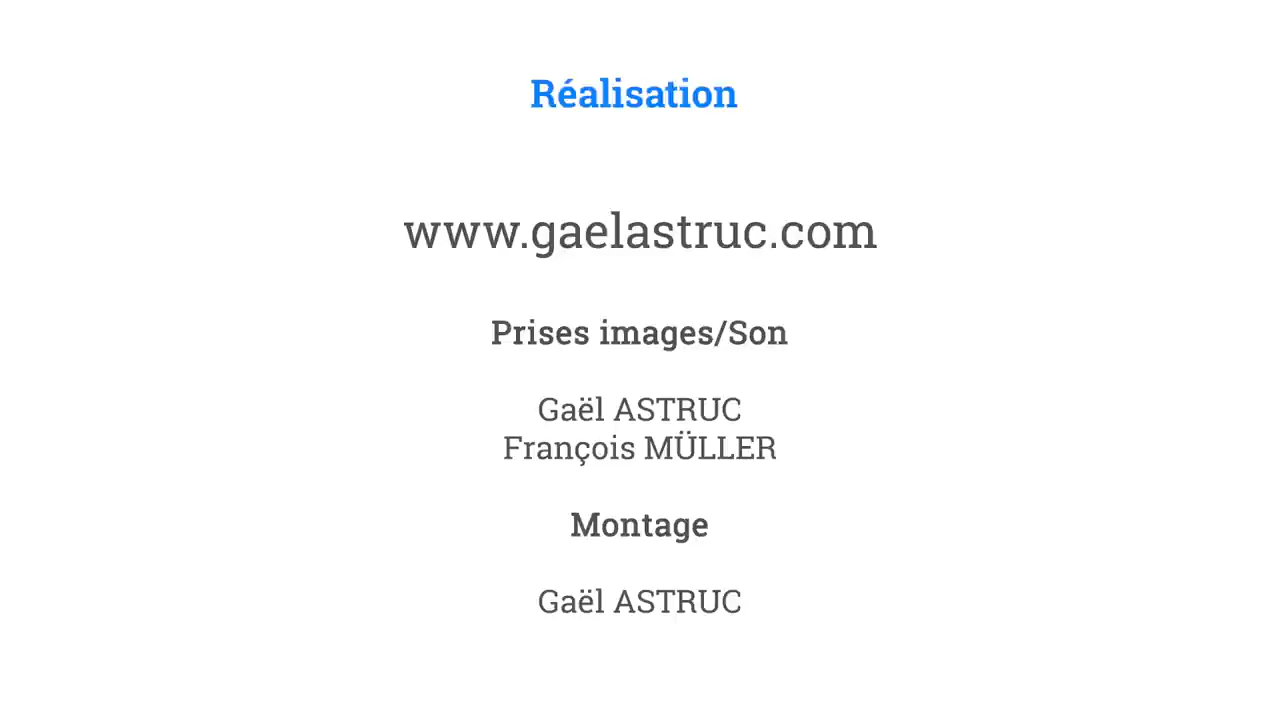 Réalisation
www.gaelastruc.com
Prises images/Son
Gaël ASTRUC
François MÜLLER
Montage
Gaël ASTRUC